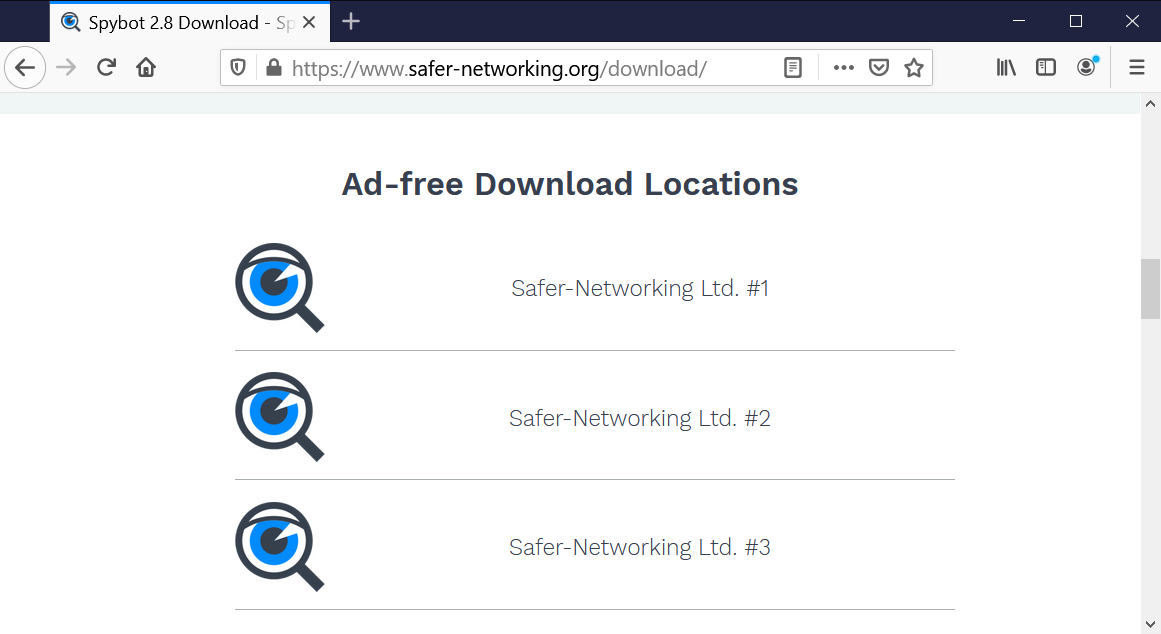 Spybot 2.8 Download - Sp
https://www.safer-networking.org/download/
Ad-free Download Locations
Safer-Networking Ltd. #1
Safer-Networking Ltd. #2
Safer-Networking Ltd. #3